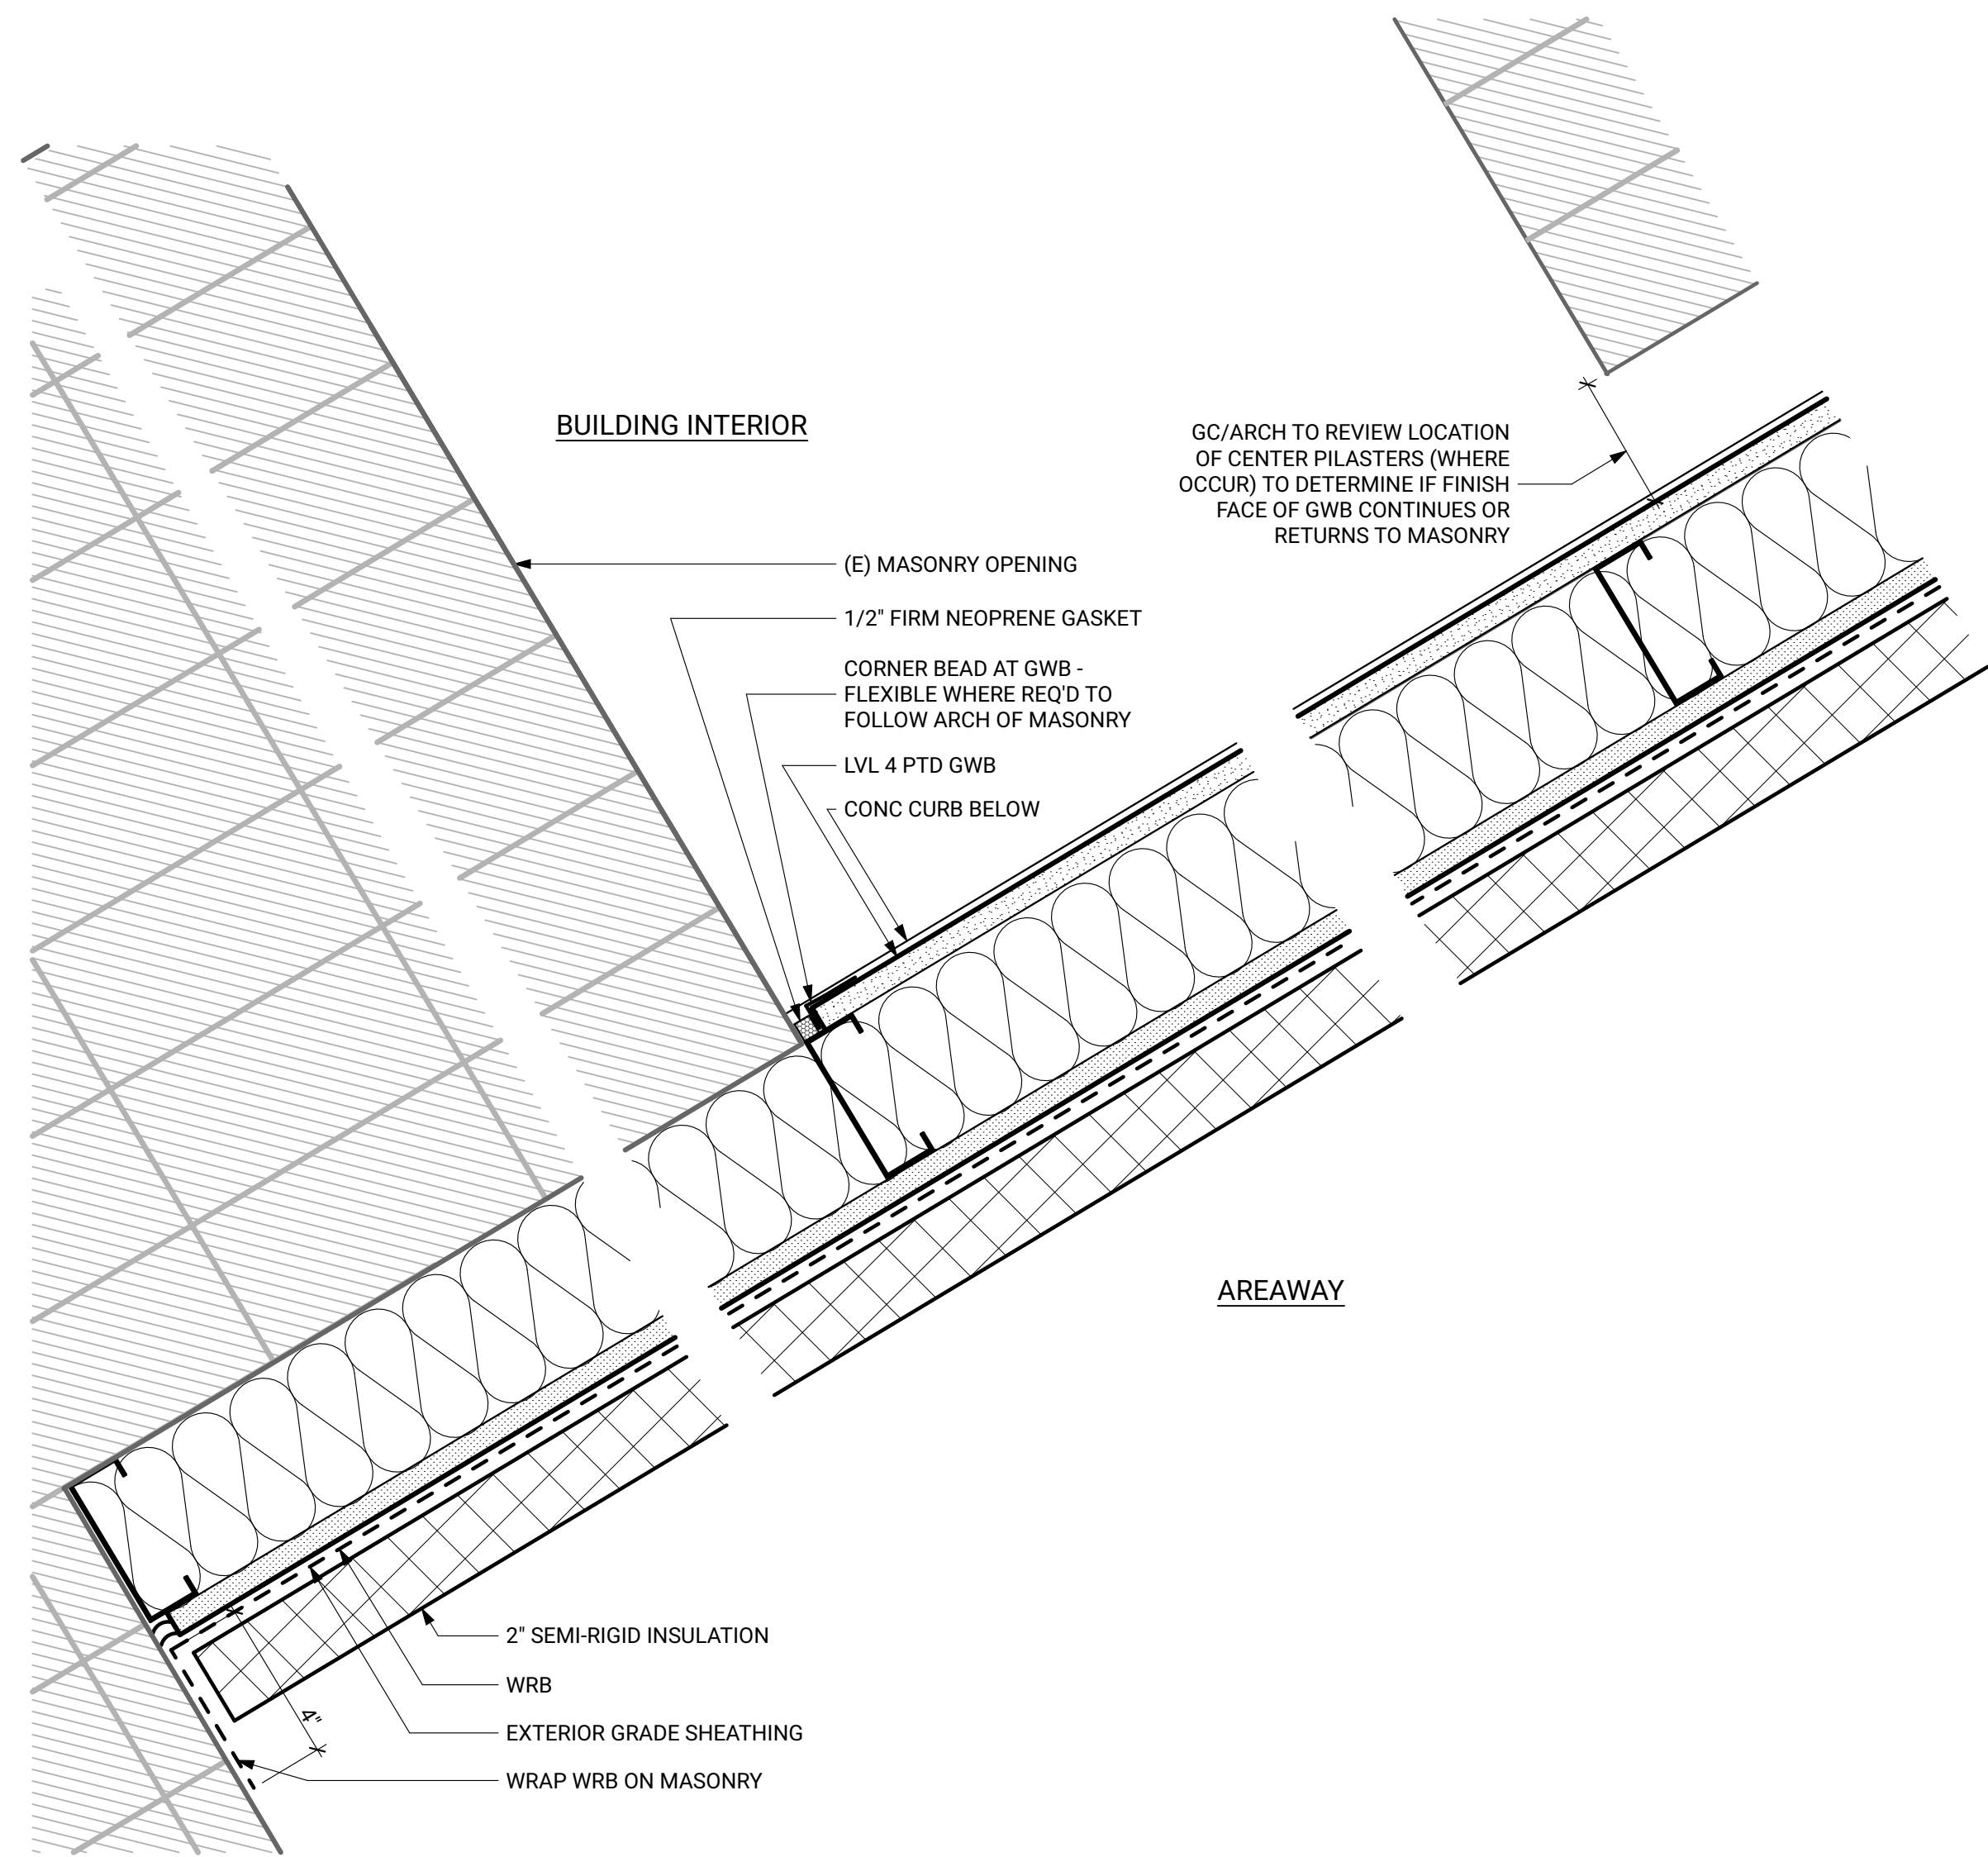 BUILDING INTERIOR
GC/ARCH TO REVIEW LOCATION
OF CENTER PILASTERS (WHERE
OCCUR) TO DETERMINE IF FINISH
FACE OF GWB CONTINUES OR
RETURNS TO MASONRY
(E) MASONRY OPENING
1/2" FIRM NEOPRENE GASKET
CORNER BEAD AT GWB -
FLEXIBLE WHERE REQ'D TO
FOLLOW ARCH OF MASONRY
LVL 4 PTD GWB
CONC CURB BELOW
AREAWAY
2" SEMI-RIGID INSULATION
WRB
4"
EXTERIOR GRADE SHEATHING
WRAP WRB ON MASONRY